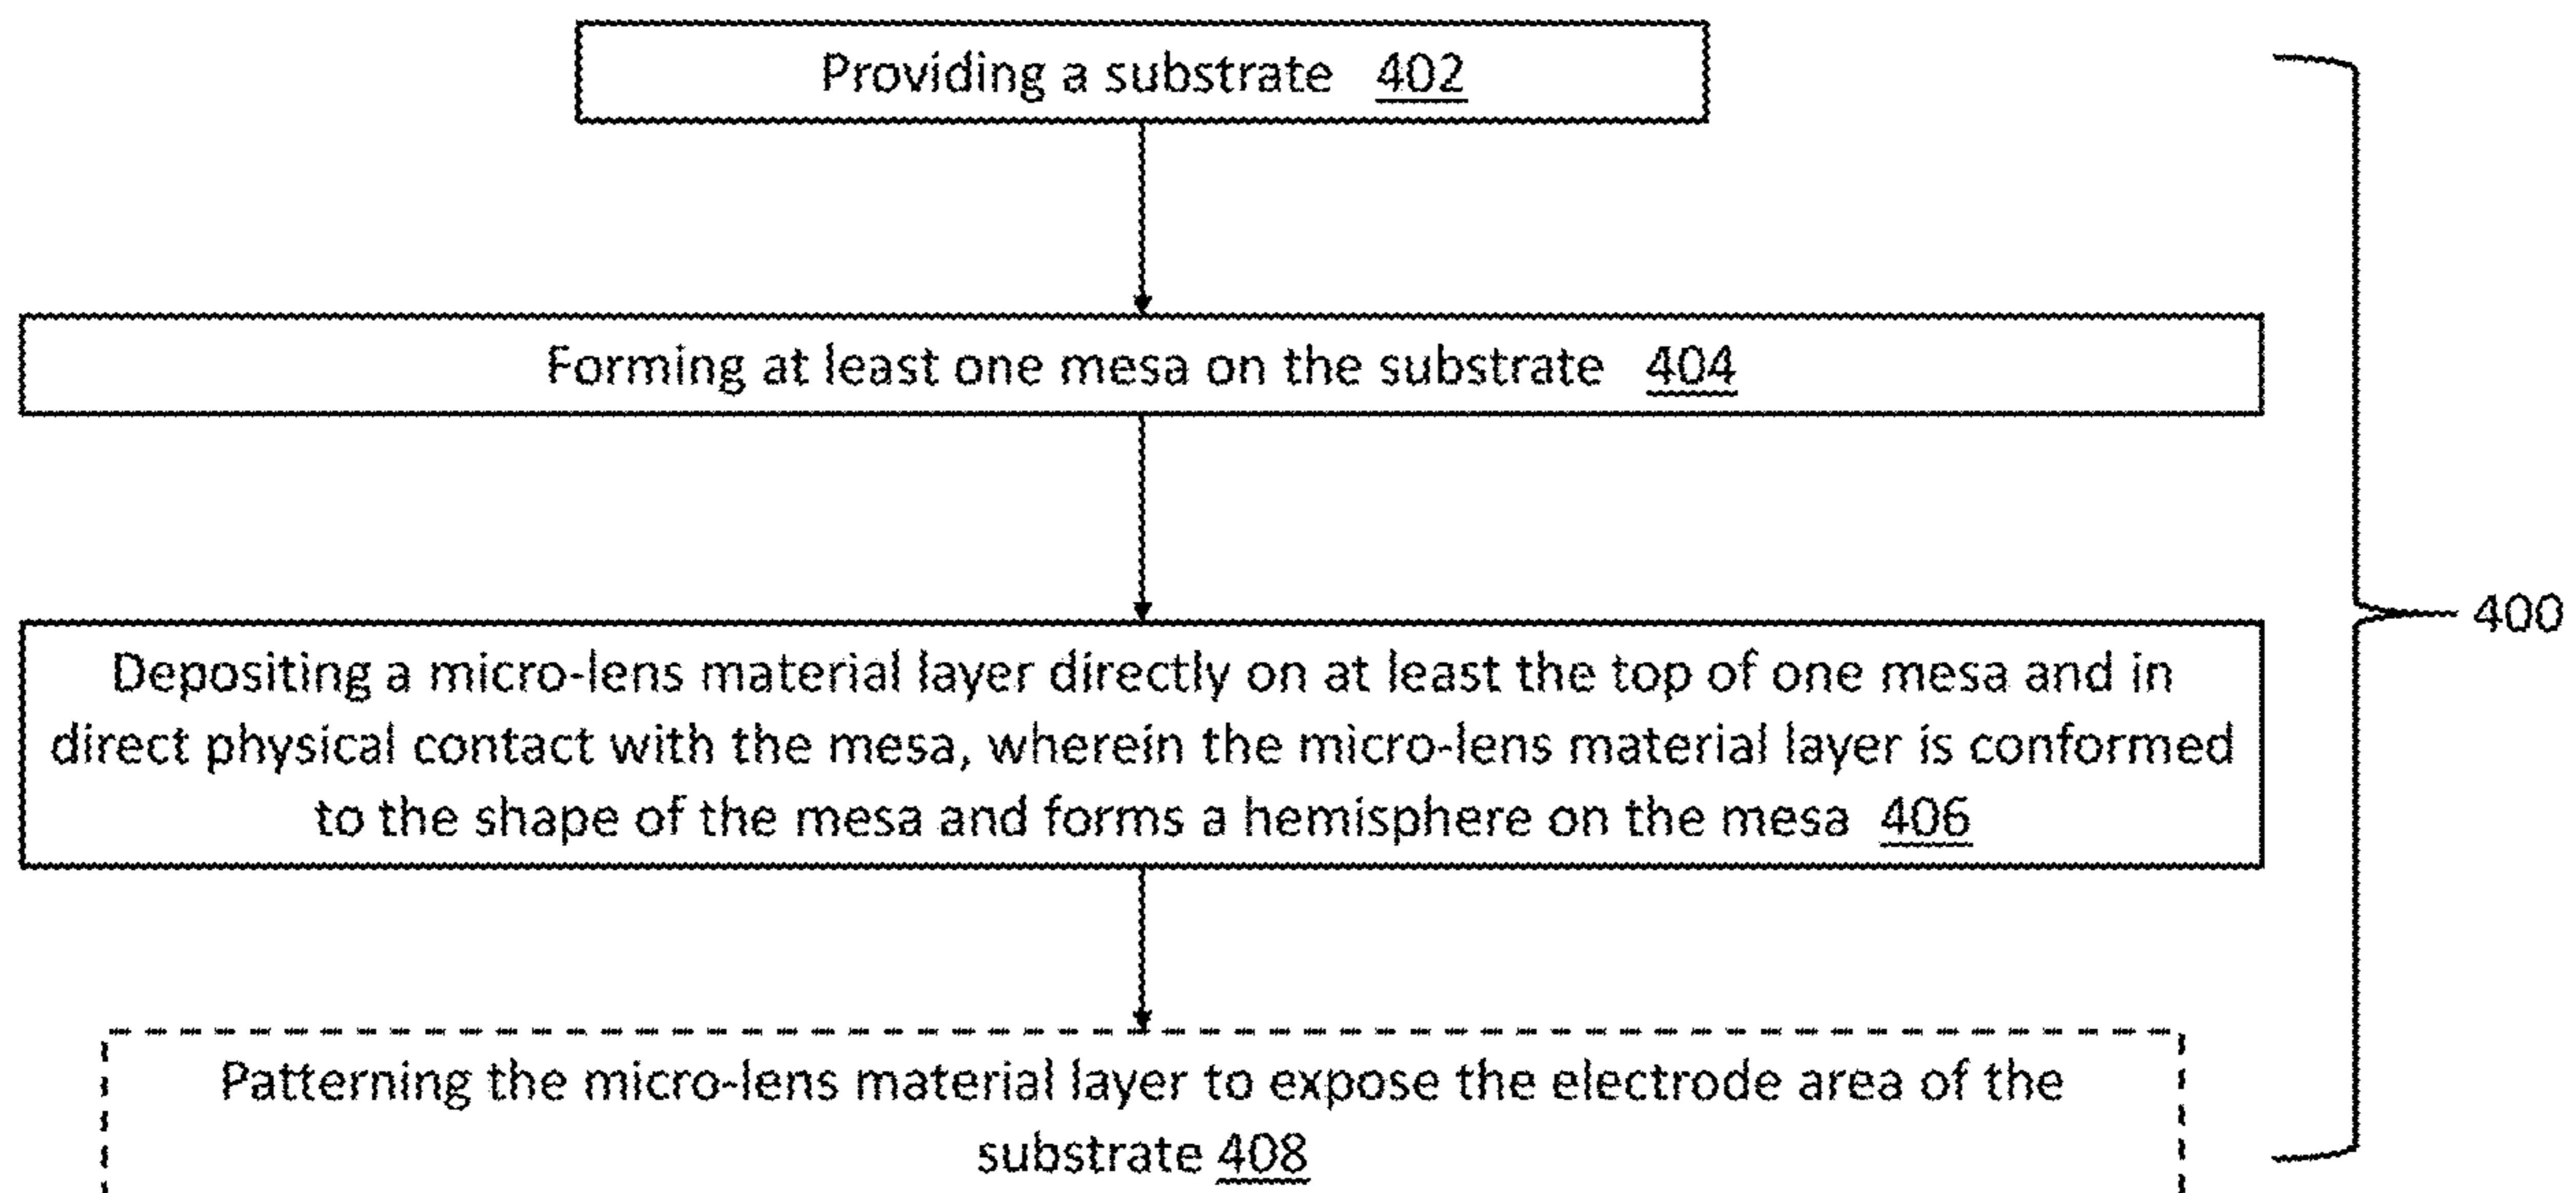 Providing a substrate 402
Forming at least one mesa on the substrate 404
Depositing a micro-lens material layer directly on at least the top of one mesa and in
direct physical contact with the mesa, wherein the micro-lens material layer is conformed
to the shape of the mesa and forms a hemisphere on the mesa 406
400
Patterning the micro-lens material layer to expose the electrode area of the
substrate 408